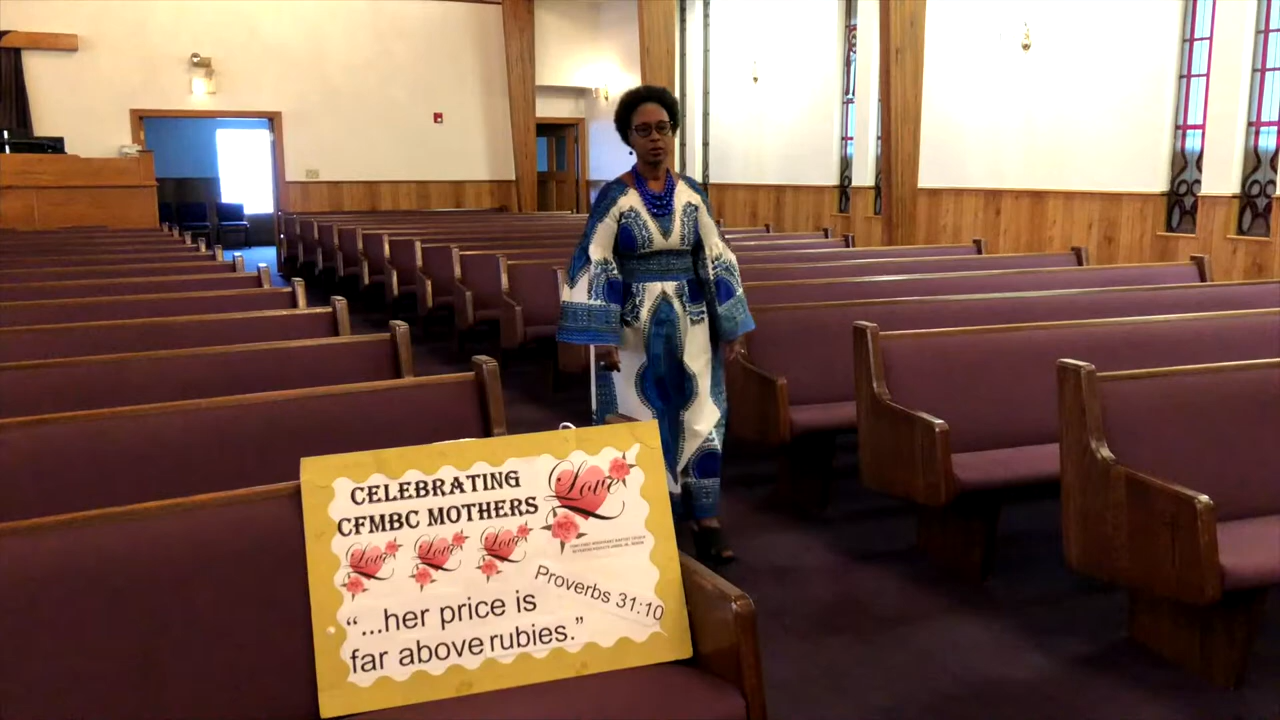 CELEBRATING
CFMBC MOTHERS
Love
Love Love Love
Proverbs 31:10
“...her price is
far above rubies.”